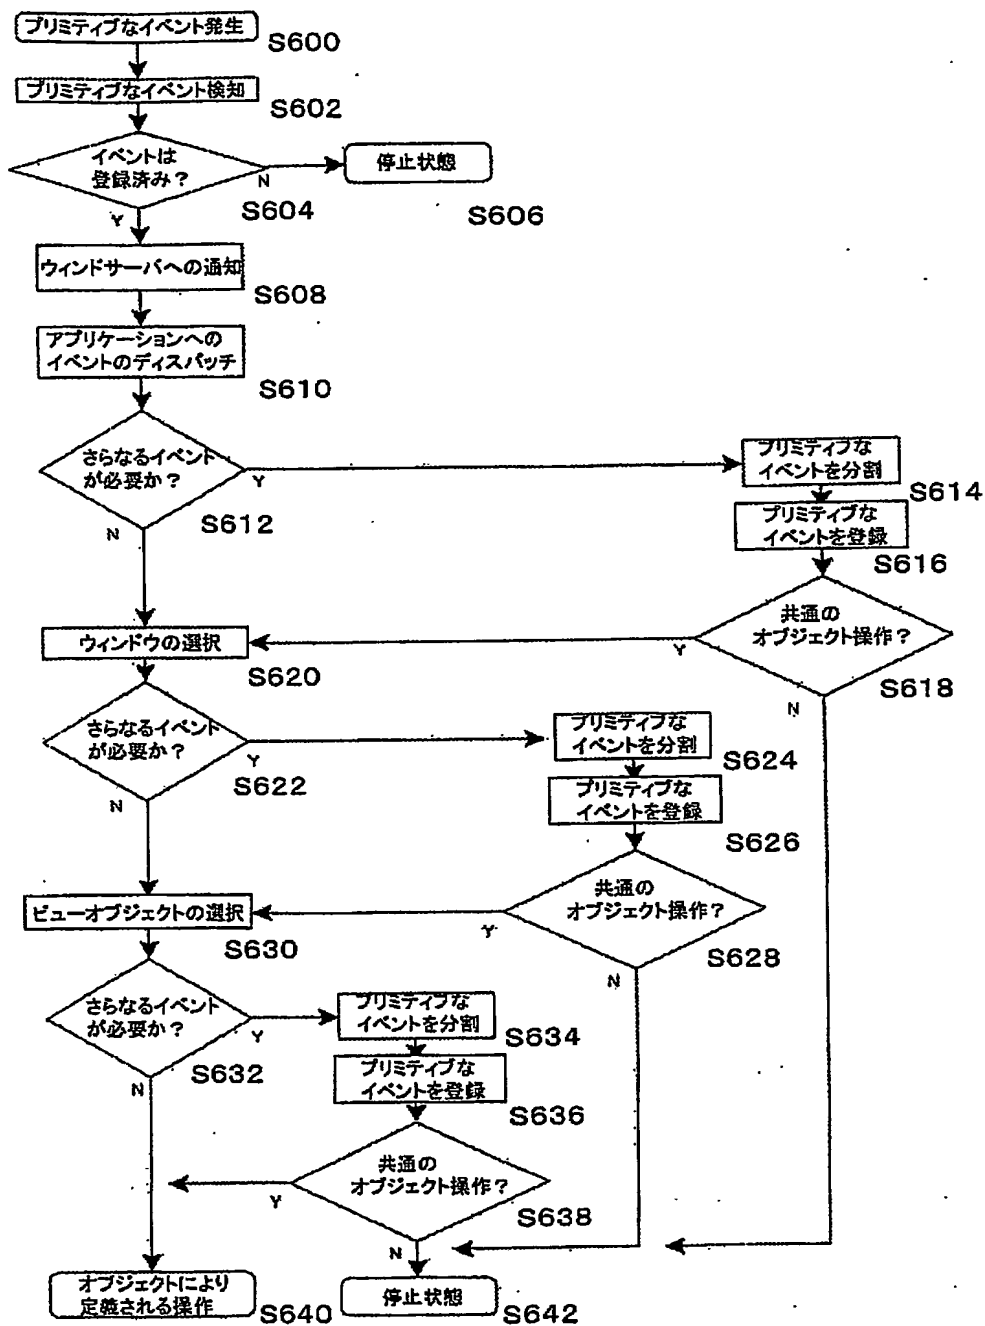 プリミティブなイベント発生
S600
プリミティブなイベント検知
S602
イベントは
登録済み？
N
Y
S604
停止状態
S606
ウィンドサーバへの通知
S608
アプリケーションへの
イベントのディスパッチ
S610
さらなるイベント
が必要か？
Y
N
S612
プリミティブな
イベントを分割
S614
プリミティブな
イベントを登録
S616
共通の
オブジェクト操作？
Y
N
S618
ウィンドウの選択
S620
さらなるイベント
が必要か？
Y
N
S622
プリミティブな
イベントを分割
S624
プリミティブな
イベントを登録
S626
共通の
オブジェクト操作？
Y
N
S628
ビューオブジェクトの選択
S630
さらなるイベント
が必要か？
Y
N
S632
プリミティブな
イベントを分割
S634
プリミティブな
イベントを登録
S636
共通の
オブジェクト操作？
Y
N
S638
オブジェクトにより
定義される操作
S640
停止状態
S642